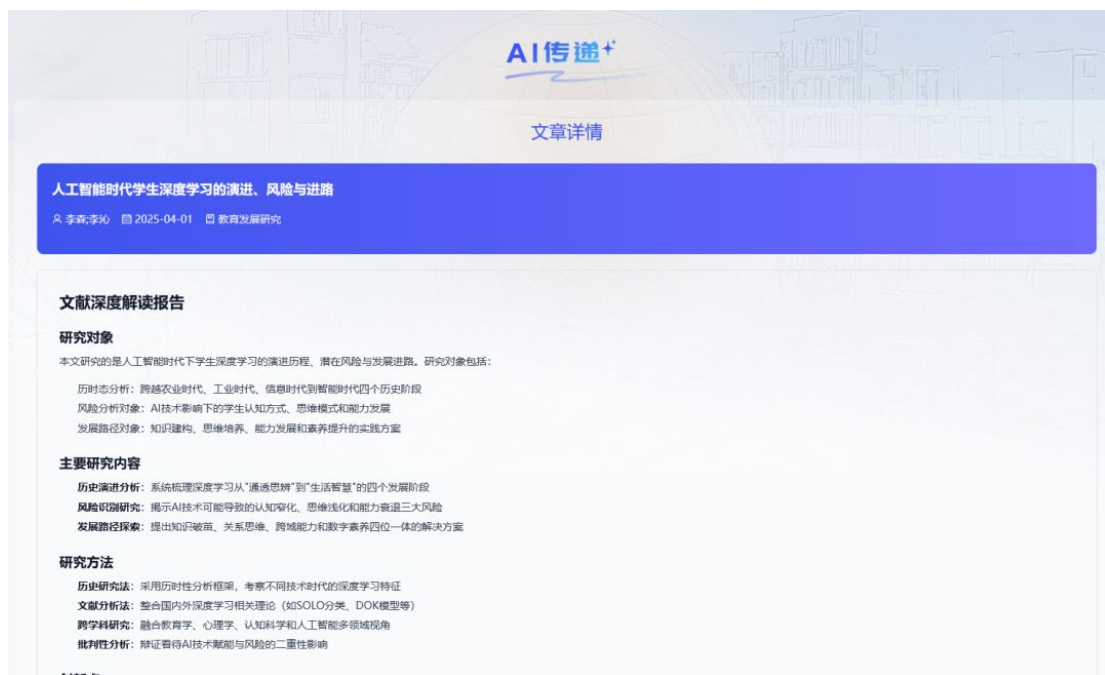 AI传递
文章详情
人工智能时代学生深度学习的演进、风险与进路
李森;李沁 2025-04-01 教育发展研究
文献深度解读报告
研究对象
本文研究的是人工智能时代下学生深度学习的演进历程、潜在风险与发展进路。研究对象包括：
历时态分析：跨越农业时代、工业时代、信息时代到智能时代四个历史阶段
风险分析对象：AI技术影响下的学生认知方式、思维模式和能力发展
发展路径对象：知识建构、思维培养、能力发展和素养提升的实践方案
主要研究内容
历史演进分析：系统梳理深度学习从"通透思辨"到"生活智慧"的四个发展阶段
风险识别研究：揭示AI技术可能导致的认知窄化、思维浅化和能力衰退三大风险
发展路径探索：提出知识破茧、关系思维、跨域能力和数字素养四位一体的解决方案
研究方法
历史研究法：采用历时性分析框架，考察不同技术时代的深度学习特征
文献分析法：整合国内外深度学习相关理论（如SOLO分类、DOK模型等）
跨学科研究：融合教育学、心理学、认知科学和人工智能多领域视角
批判性分析：辩证看待AI技术赋能与风险的二重性影响